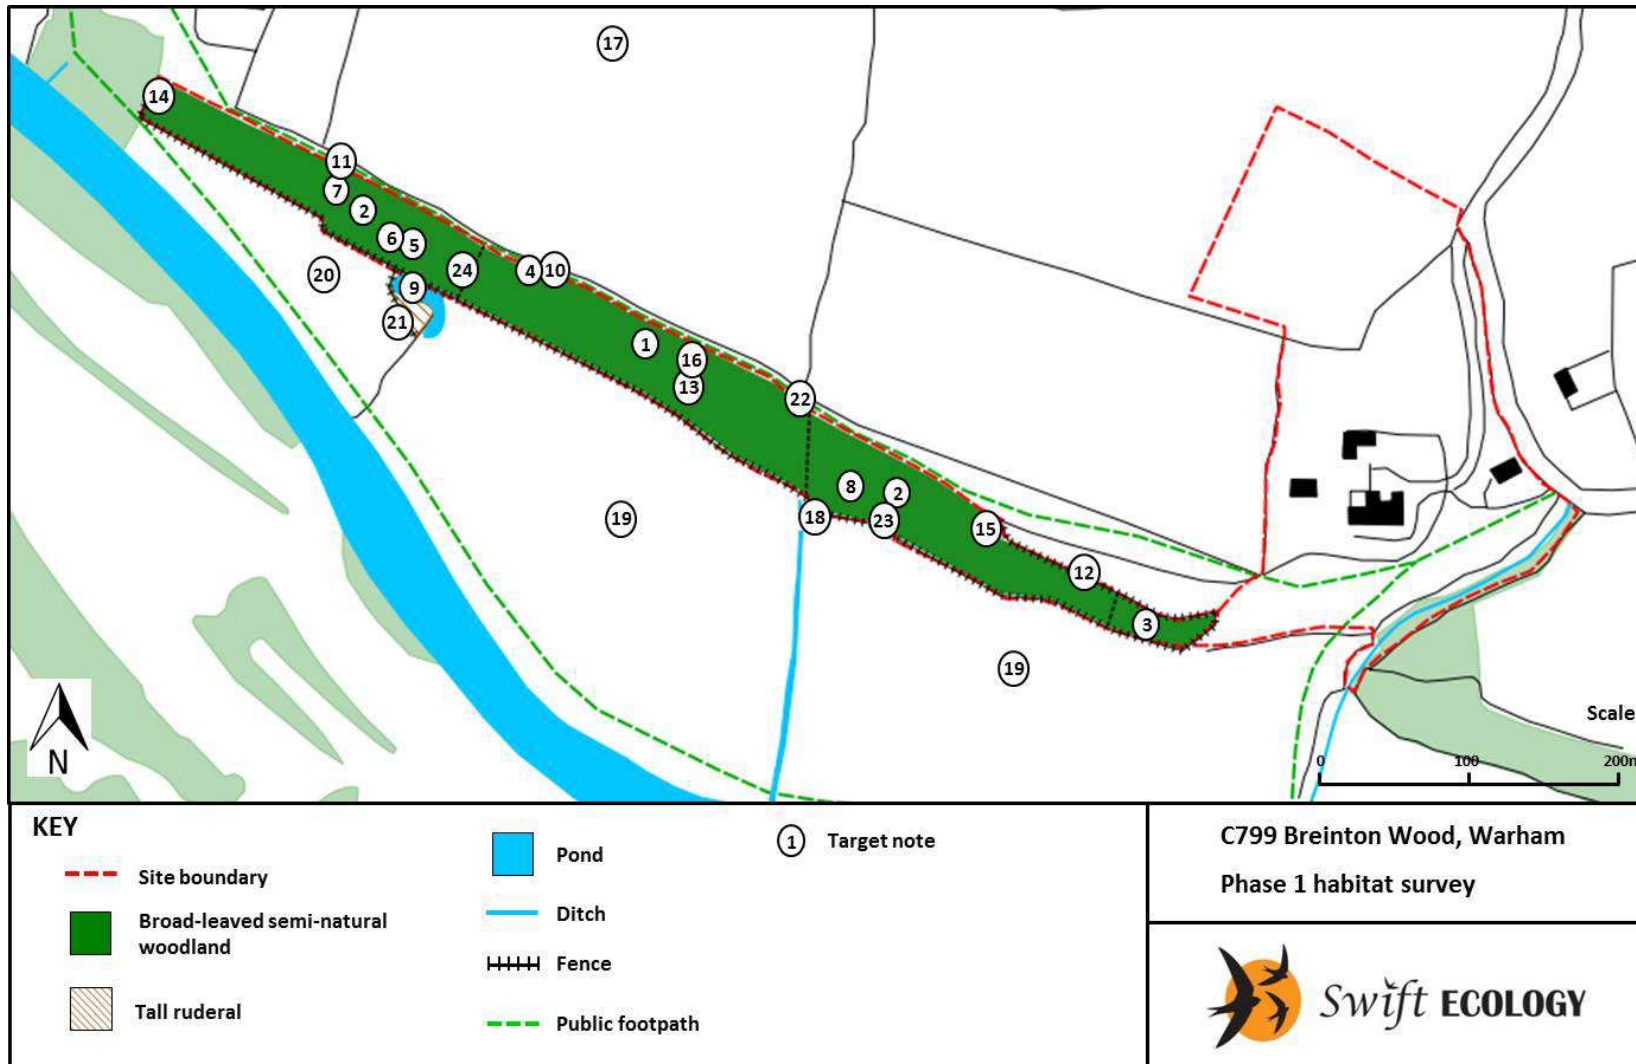 17
14
11
7
2
6
5
20
24
4
10
9
21
1
16
13
22
8
2
18
23
19
15
12
3
19
N
Scale
0
100
200m
KEY
Site boundary
Broad-leaved semi-natural
woodland
Tall ruderal
Pond
Ditch
Fence
Public footpath
1
Target note
C799 Breinton Wood, Warham
Phase 1 habitat survey
Swift ECOLOGY